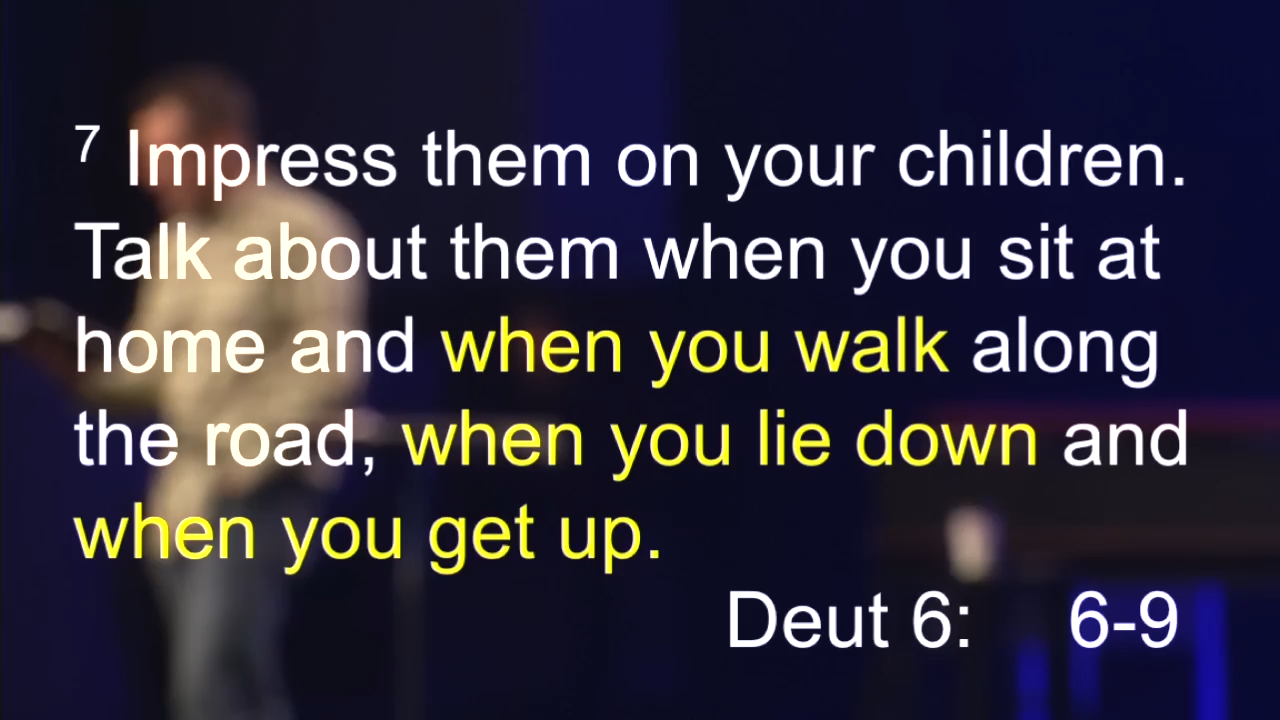 7 Impress them on your children.
Talk about them when you sit at
home and when you walk along
the road, when you lie down and
when you get up.
Deut 6: 6-9